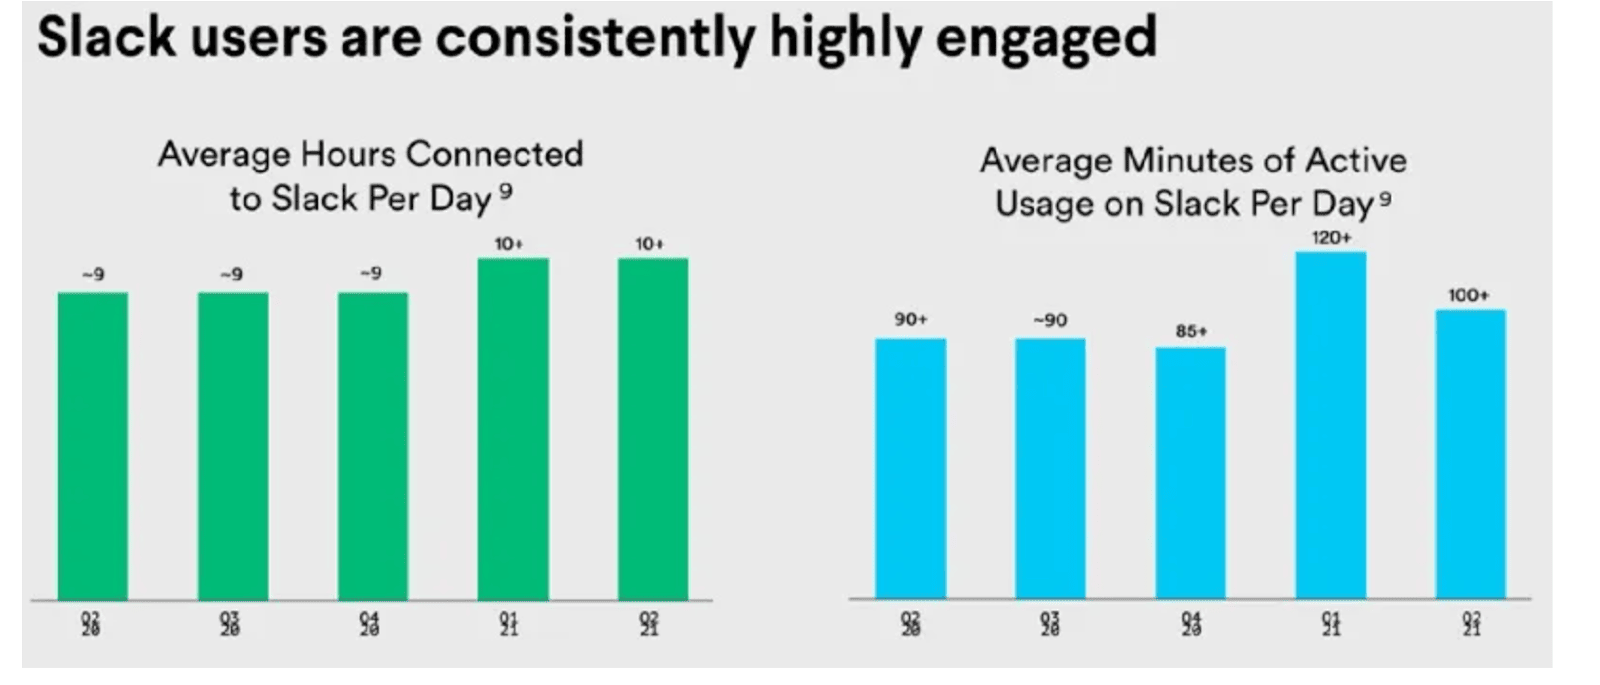 Slack users are consistently highly engaged
Average Hours Connected
to Slack Per Day ⁹
~9
~9
~9
10+
10+
Q2
20
Q3
20
Q4
20
Q1
21
Q2
21
Average Minutes of Active
Usage on Slack Per Day ⁹
90+
~90
85+
120+
100+
Q2
20
Q3
20
Q4
20
Q1
21
Q2
21